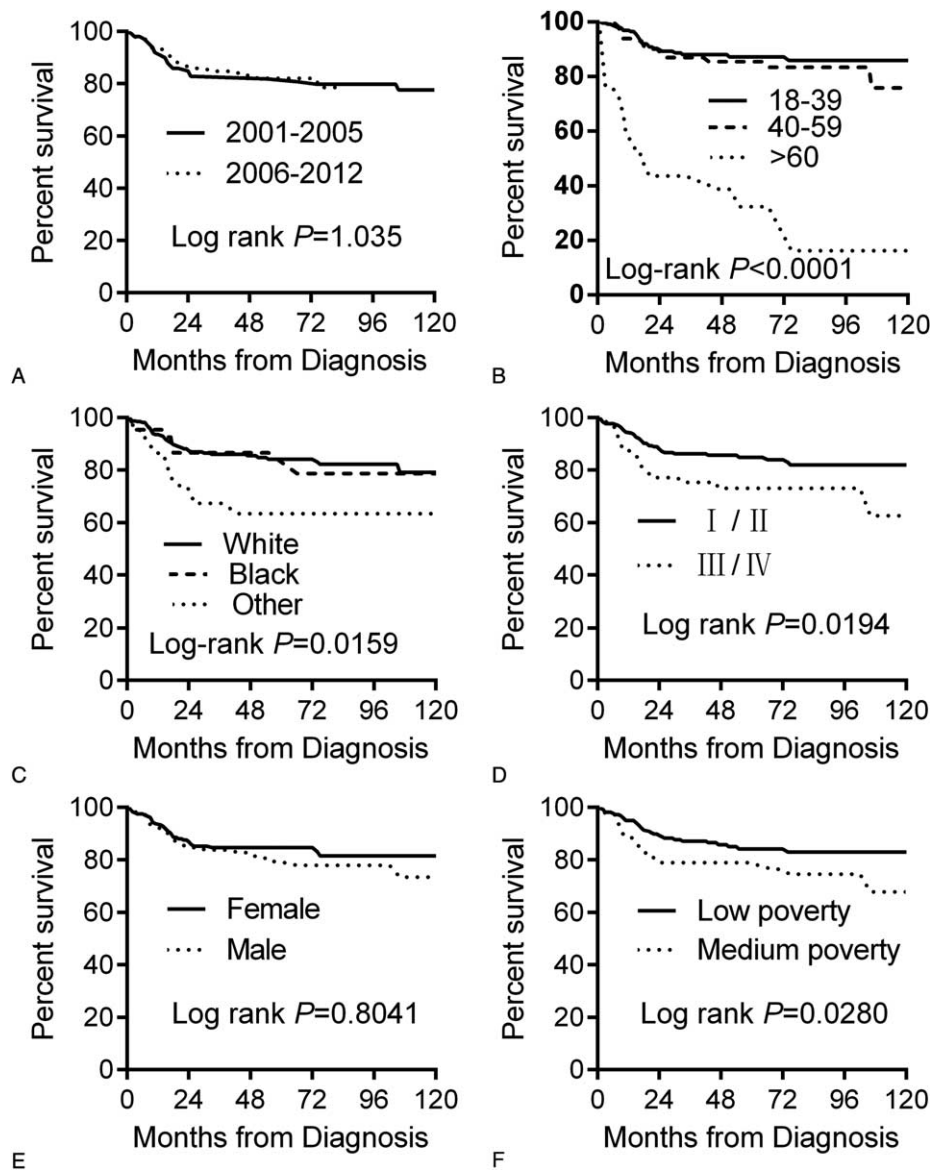 Percent survival
100
80
60
40
20
0
2001-2005
2006-2012
Log rank P=1.035
0 24 48 72 96 120
Months from Diagnosis
A
Percent survival
100
80
60
40
20
0
18-39
40-59
>60
Log-rank P<0.0001
0 24 48 72 96 120
Months from Diagnosis
B
Percent survival
100
80
60
40
20
0
White
Black
Other
Log-rank P=0.0159
0 24 48 72 96 120
Months from Diagnosis
C
Percent survival
100
80
60
40
20
0
I / II
III / IV
Log rank P=0.0194
0 24 48 72 96 120
Months from Diagnosis
D
Percent survival
100
80
60
40
20
0
Female
Male
Log rank P=0.8041
0 24 48 72 96 120
Months from Diagnosis
E
Percent survival
100
80
60
40
20
0
Low poverty
Medium poverty
Log rank P=0.0280
0 24 48 72 96 120
Months from Diagnosis
F